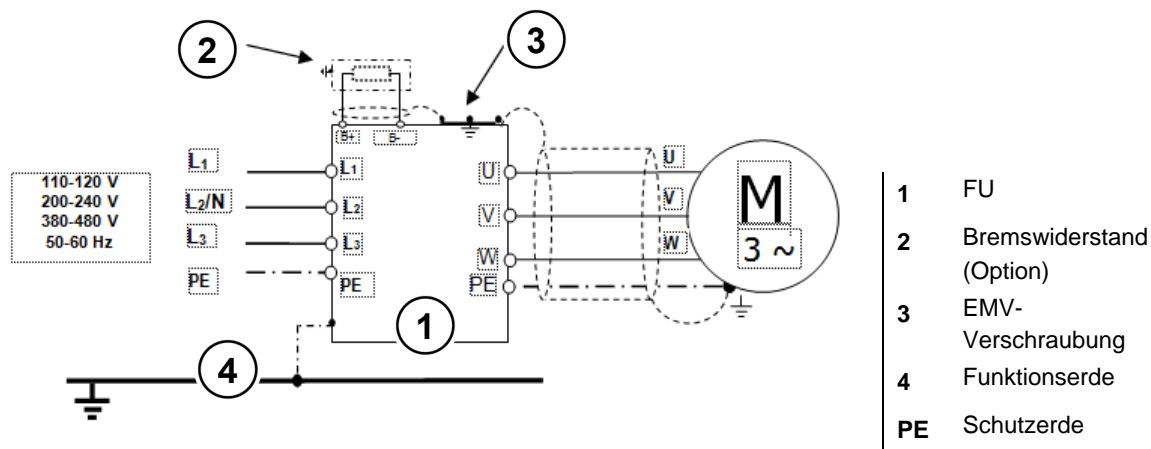 2
3
B+ B-
110-120 V
200-240 V
380-480 V
50-60 Hz
L1 L1
L2/N L2
L3 L3
PE PE
U U
V V
W W
PE
M
3 ~
1
4
1 FU
2 Bremswiderstand
(Option)
3 EMV-
Verschraubung
4 Funktionserde
PE Schutzerde